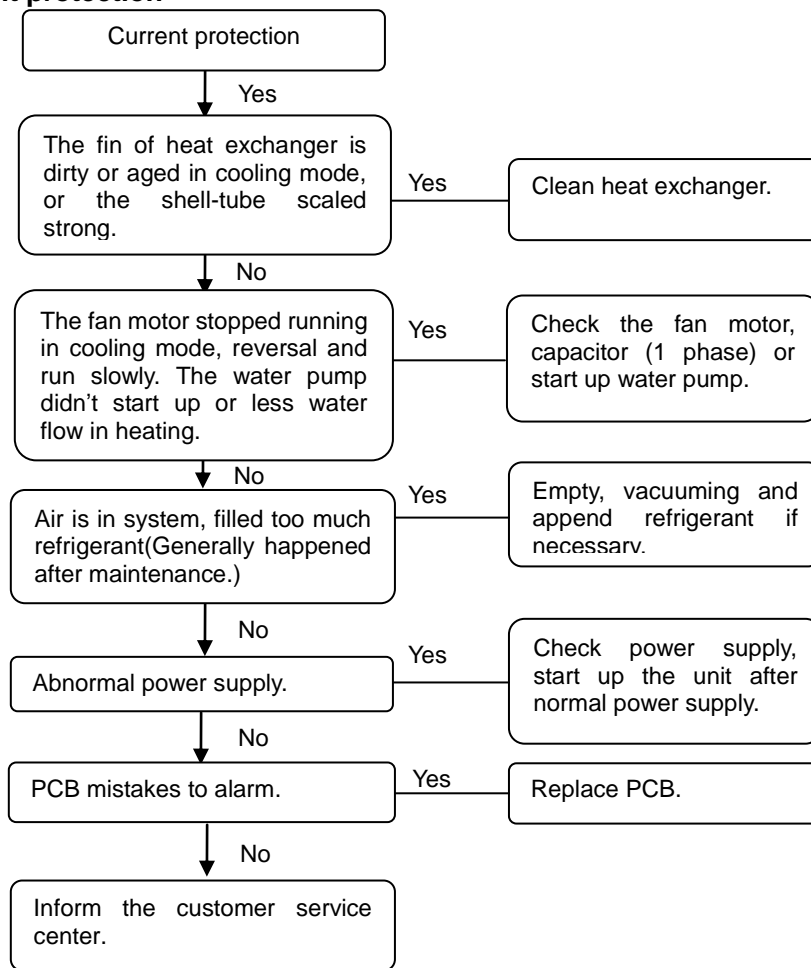 protection
Current protection
Yes
The fin of heat exchanger is
dirty or aged in cooling mode,
or the shell-tube scaled
strong.
Yes
Clean heat exchanger.
No
The fan motor stopped running
in cooling mode, reversal and
run slowly. The water pump
didn't start up or less water
flow in heating.
Yes
Check the fan motor,
capacitor (1 phase) or
start up water pump.
No
Air is in system, filled too much
refrigerant(Generally happened
after maintenance.)
Yes
Empty, vacuuming and
append refrigerant if
necessary.
No
Abnormal power supply.
Yes
Check power supply,
start up the unit after
normal power supply.
No
PCB mistakes to alarm.
Yes
Replace PCB.
No
Inform the customer service
center.